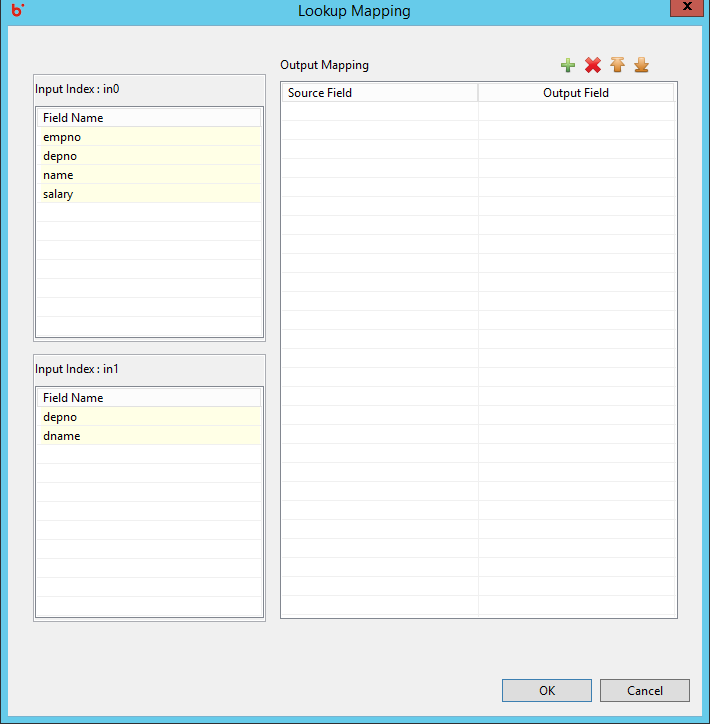 Lookup Mapping
x
Input Index : in0
Field Name
empno
depno
name
salary
Input Index : in1
Field Name
depno
dname
Output Mapping
Source Field Output Field
OK Cancel